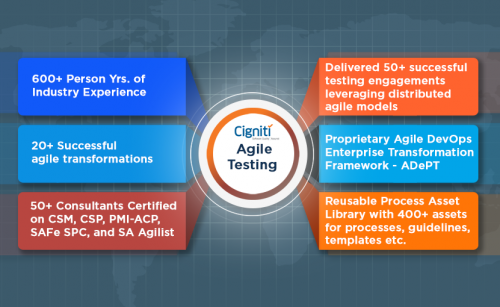 600+ Person Yrs. of
Industry Experience
20+ Successful
agile transformations
50+ Consultants Certified
on CSM, CSP, PMI-ACP,
SAFe SPC, and SA Agilist
Cigniti
Agile
Testing
Delivered 50+ successful
testing engagements
leveraging distributed
agile models
Proprietary Agile DevOps
Enterprise Transformation
Framework - ADePT
Reusable Process Asset
Library with 400+ assets
for processes, guidelines,
templates etc.